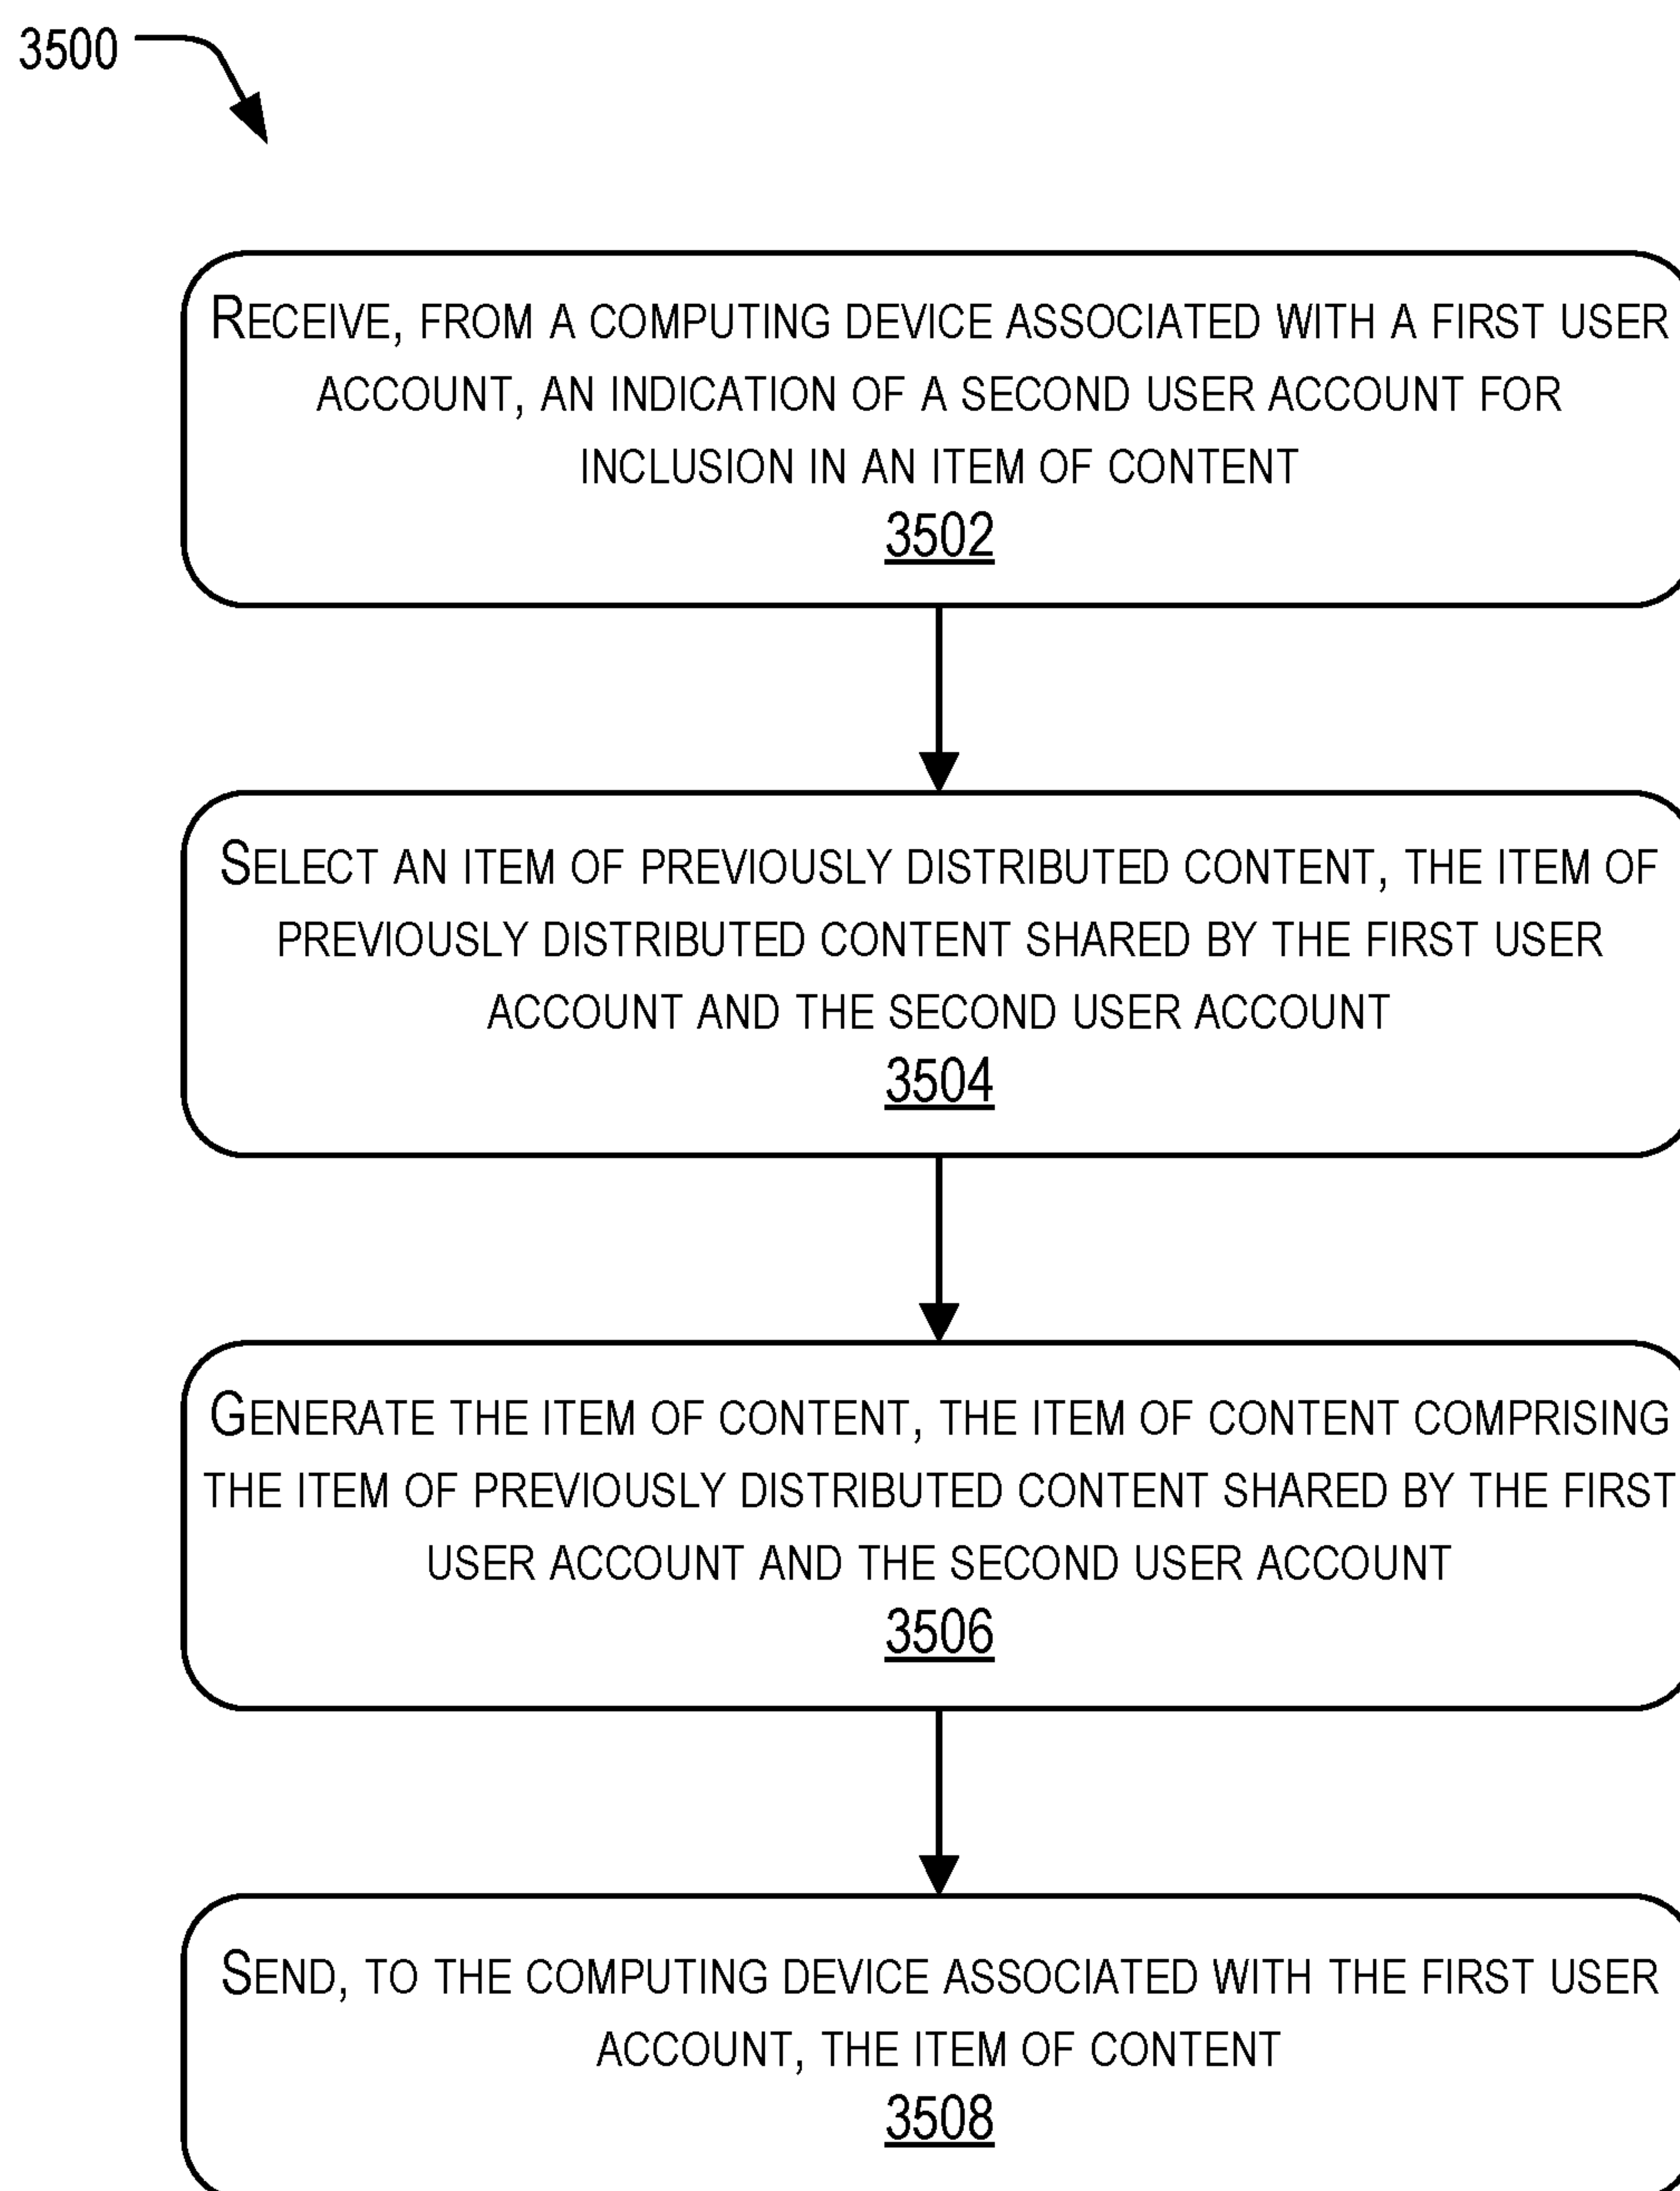 3500
RECEIVE, FROM A COMPUTING DEVICE ASSOCIATED WITH A FIRST USER
ACCOUNT, AN INDICATION OF A SECOND USER ACCOUNT FOR
INCLUSION IN AN ITEM OF CONTENT
3502
SELECT AN ITEM OF PREVIOUSLY DISTRIBUTED CONTENT, THE ITEM OF
PREVIOUSLY DISTRIBUTED CONTENT SHARED BY THE FIRST USER
ACCOUNT AND THE SECOND USER ACCOUNT
3504
GENERATE THE ITEM OF CONTENT, THE ITEM OF CONTENT COMPRISING
THE ITEM OF PREVIOUSLY DISTRIBUTED CONTENT SHARED BY THE FIRST
USER ACCOUNT AND THE SECOND USER ACCOUNT
3506
SEND, TO THE COMPUTING DEVICE ASSOCIATED WITH THE FIRST USER
ACCOUNT, THE ITEM OF CONTENT
3508